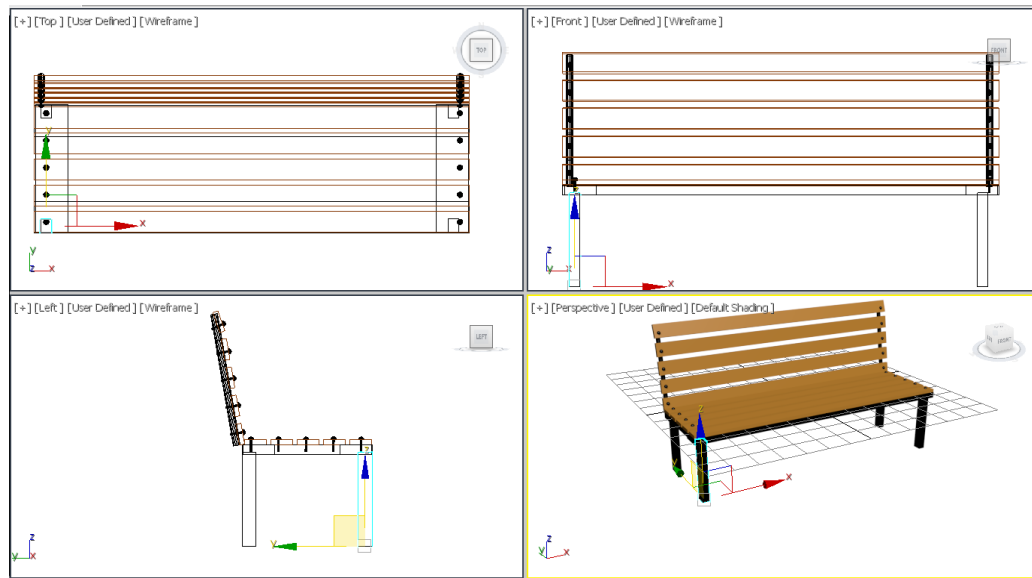 [+] [Top] [User Defined] [Wireframe]
TOP
y
x
y
z x
[+] [Front] [User Defined] [Wireframe]
FRONT
x
z
y x
[+] [Left] [User Defined] [Wireframe]
LEFT
z
y
z
y x
[+] [Perspective] [User Defined] [Default Shading]
FRONT
z
y
x
z
y x